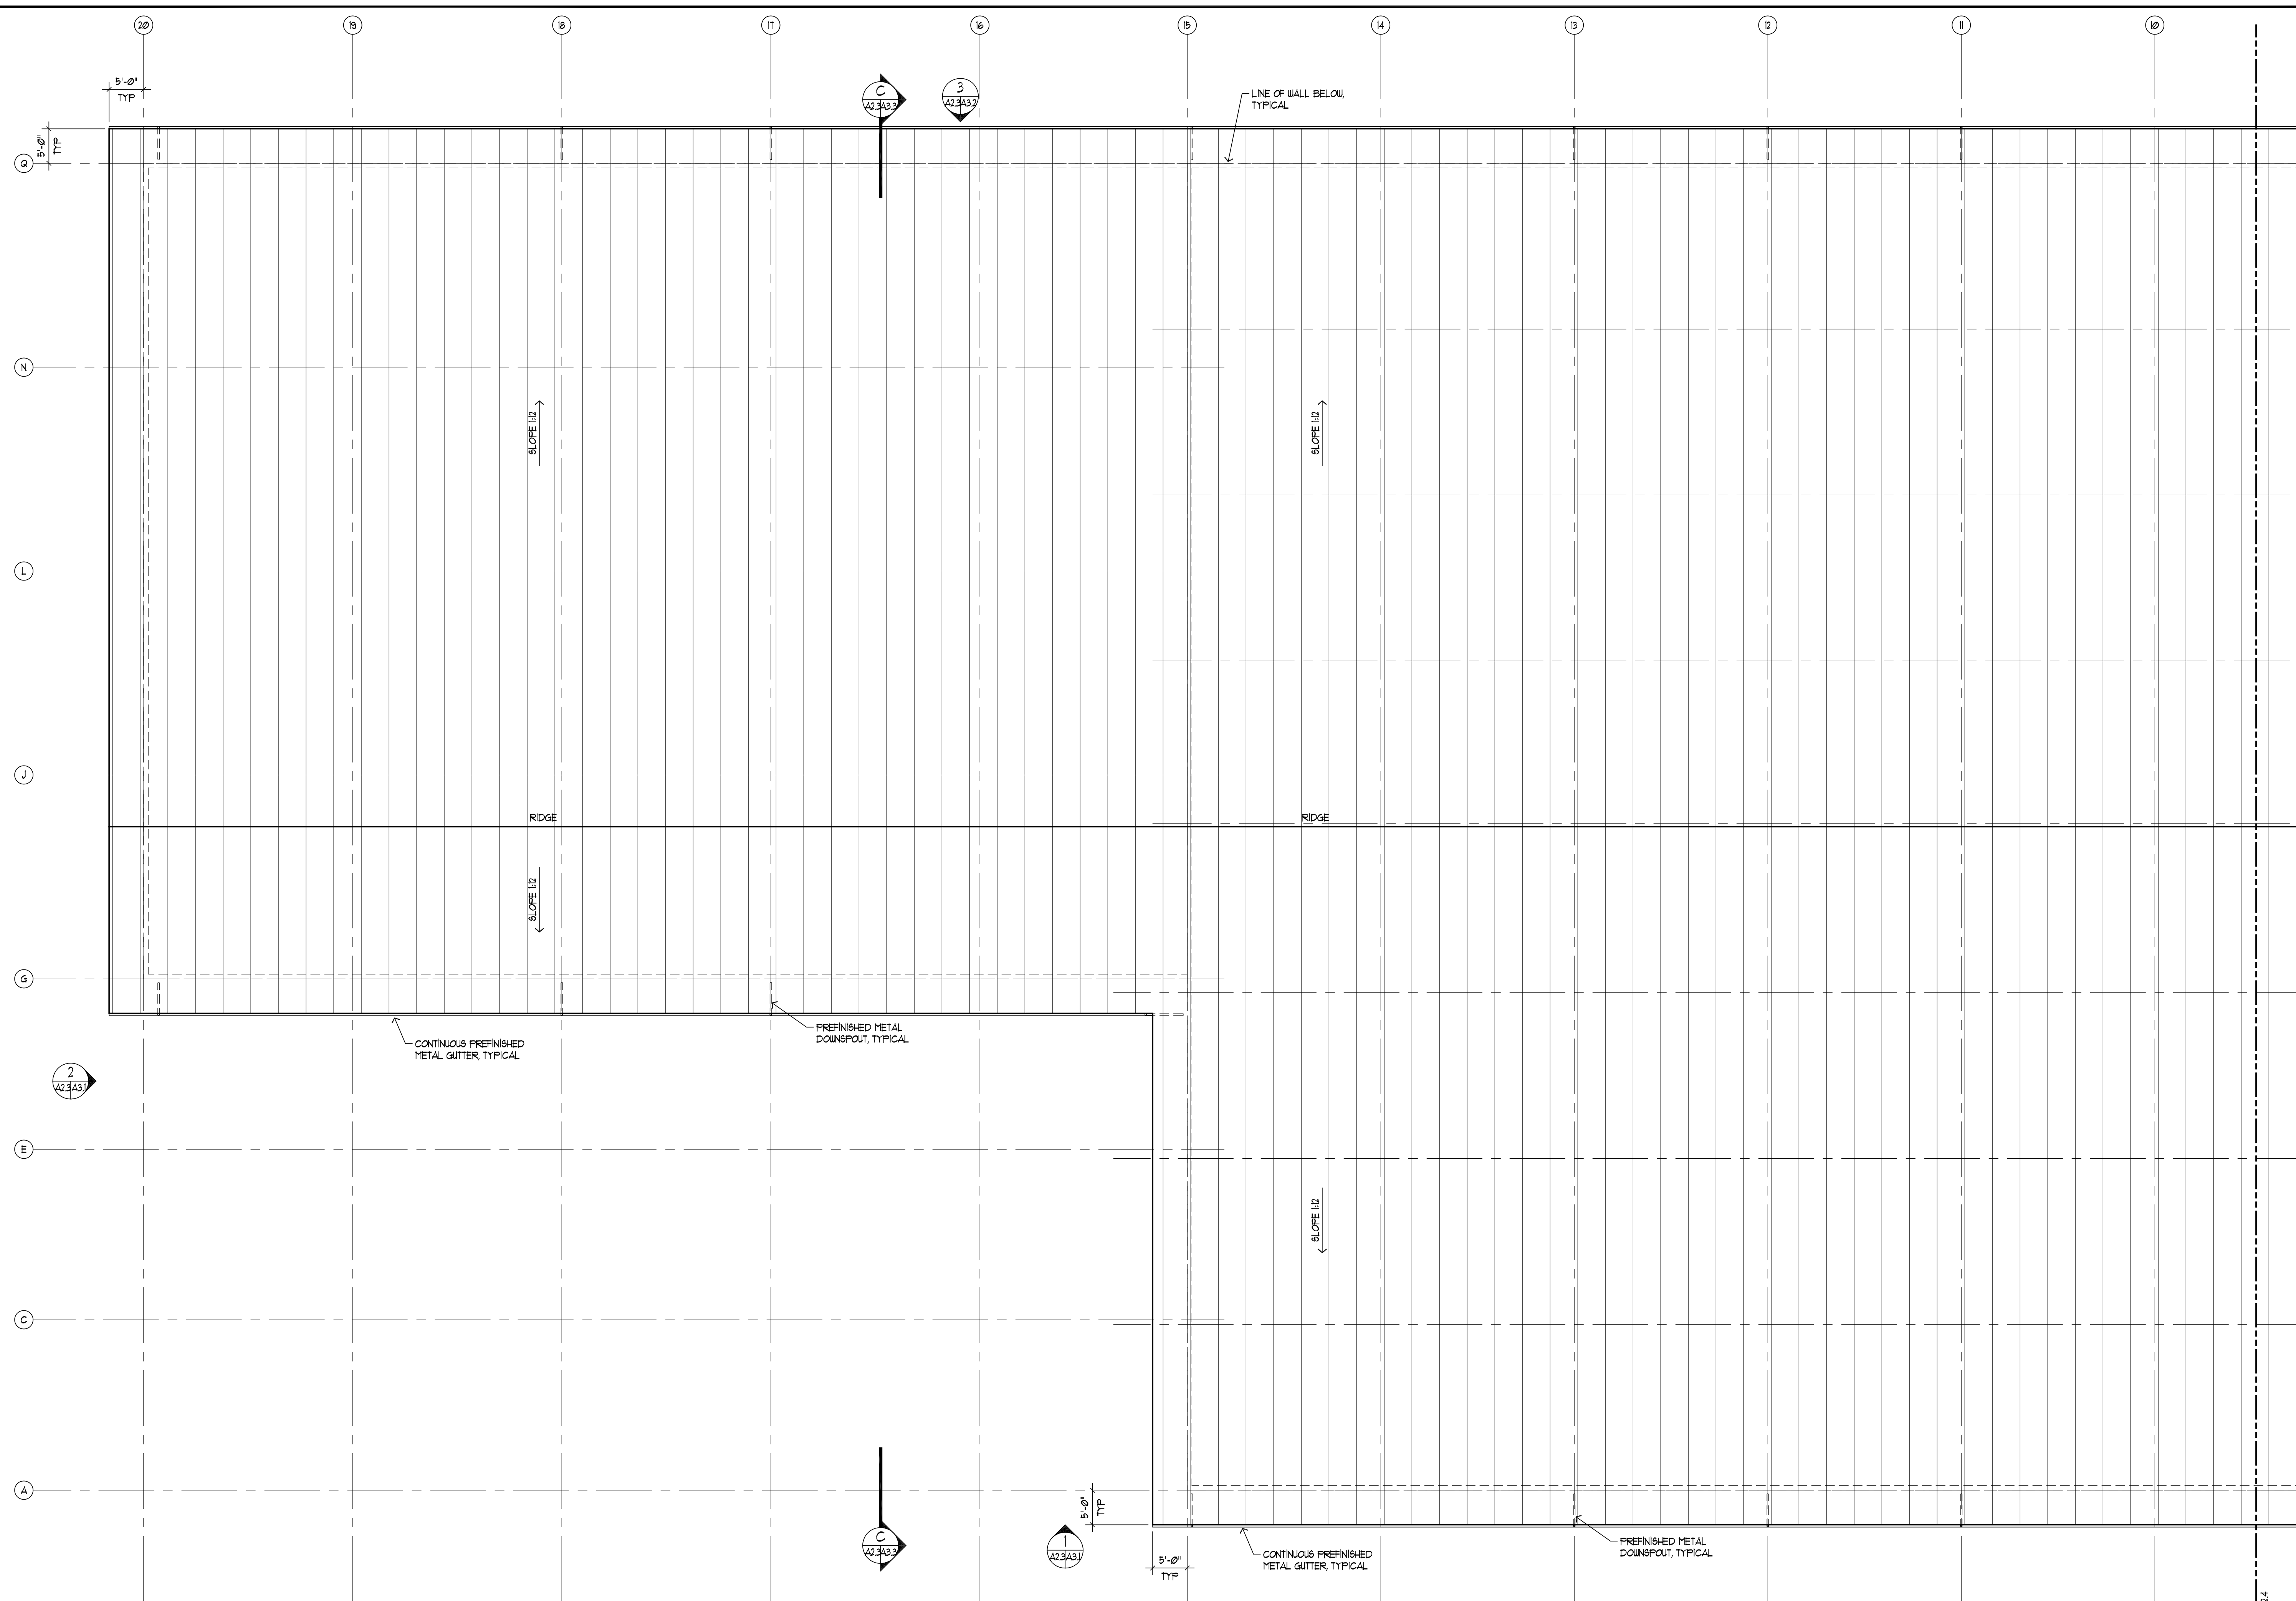 20
19
18
17
16
15
14
13
12
11
10
5'-0"
TYP
C
A2.3 A3.3
3
A2.3 A3.2
LINE OF WALL BELOW,
TYPICAL
5'-0"
TYP
Q
N
SLOPE 1:12
SLOPE 1:12
L
J
RIDGE
RIDGE
SLOPE 1:12
G
PREFINISHED METAL
DOWNSPOUT, TYPICAL
CONTINUOUS PREFINISHED
METAL GUTTER, TYPICAL
2
A2.3 A3.1
E
SLOPE 1:12
C
A
5'-0"
TYP
C
A2.3 A3.3
1
A2.3 A3.1
5'-0"
TYP
CONTINUOUS PREFINISHED
METAL GUTTER, TYPICAL
PREFINISHED METAL
DOWNSPOUT, TYPICAL